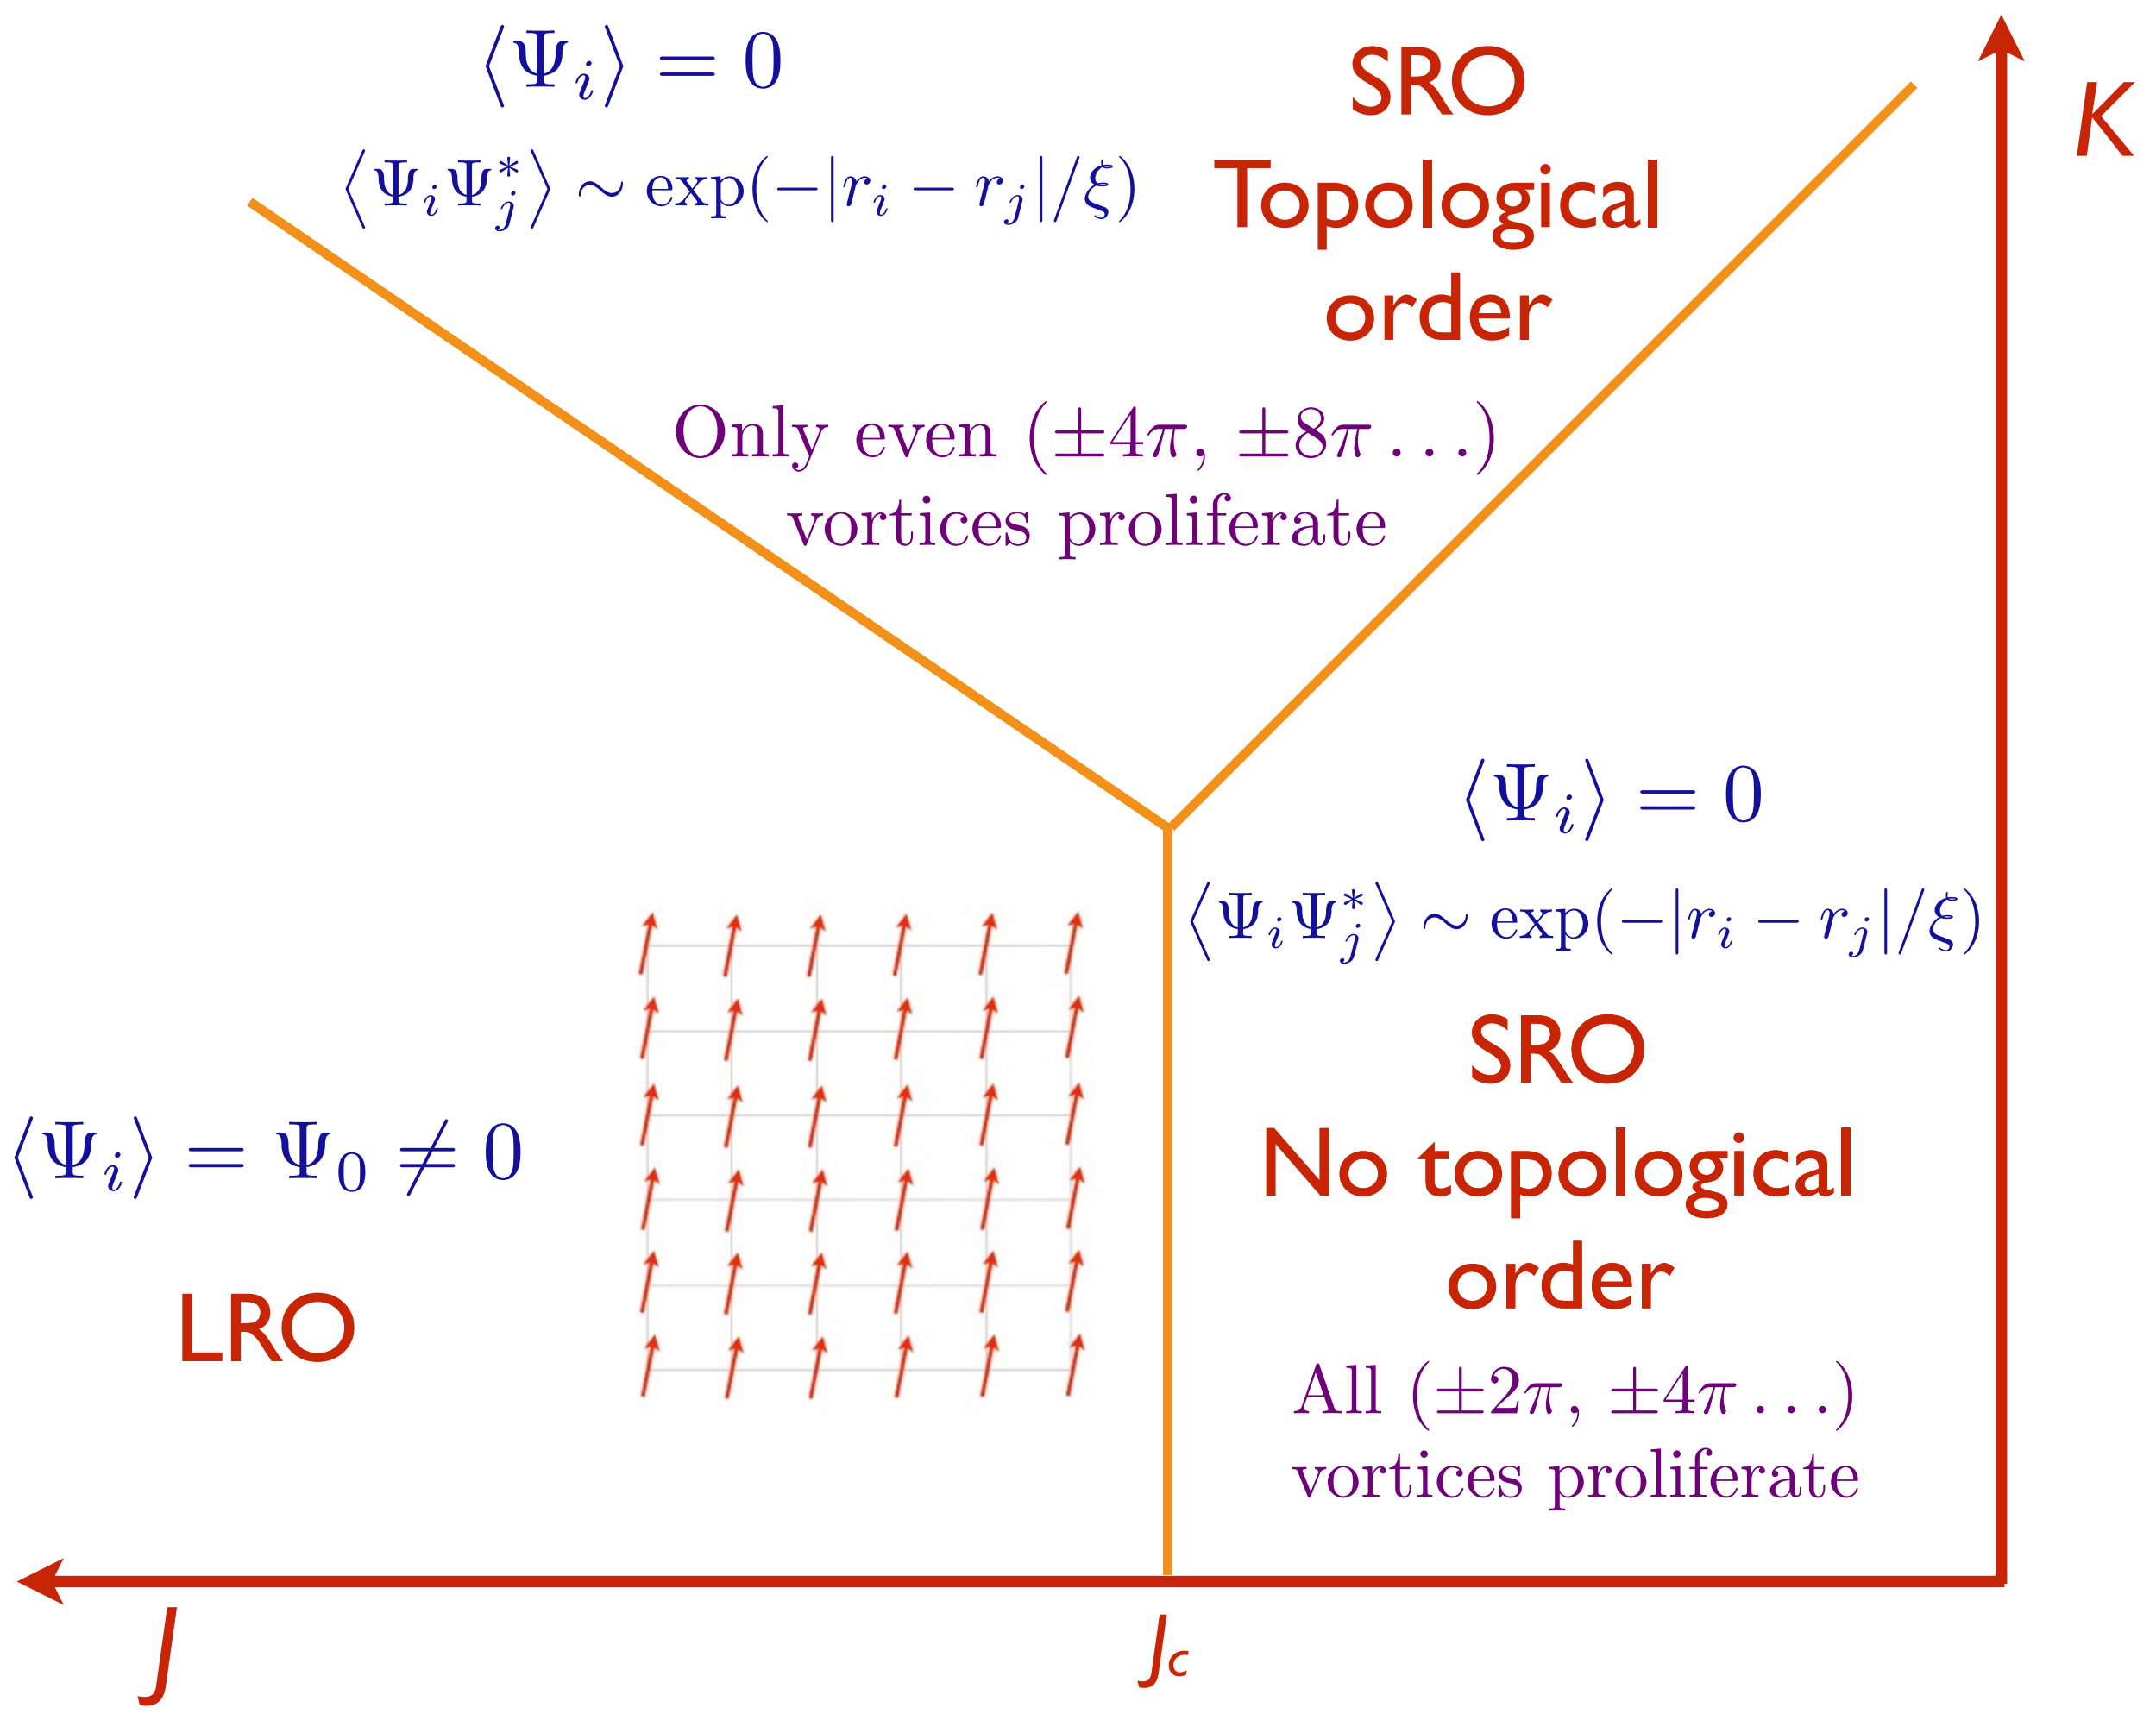 ⟨Ψ_i⟩ = 0
⟨Ψ_i Ψ_j^*⟩ ∼ exp(−|r_i − r_j|/ξ)
SRO
Topological
order
K
Only even (±4π, ±8π . . .)
vortices proliferate
⟨Ψ_i⟩ = 0
⟨Ψ_i Ψ_j^*⟩ ∼ exp(−|r_i − r_j|/ξ)
SRO
No topological
order
All (±2π, ±4π . . .)
vortices proliferate
⟨Ψ_i⟩ = Ψ_0 ≠ 0
LRO
J
J_c